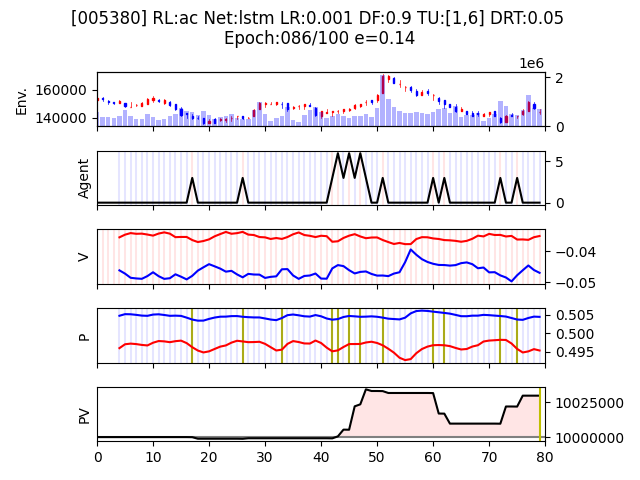 [005380] RL:ac Net:lstm LR:0.001 DF:0.9 TU:[1,6] DRT:0.05
Epoch:086/100 e=0.14
1e6
Env.
160000
140000
2
0
Agent
5
0
V
−0.04
−0.05
P
0.505
0.500
0.495
PV
10025000
10000000
0 10 20 30 40 50 60 70 80